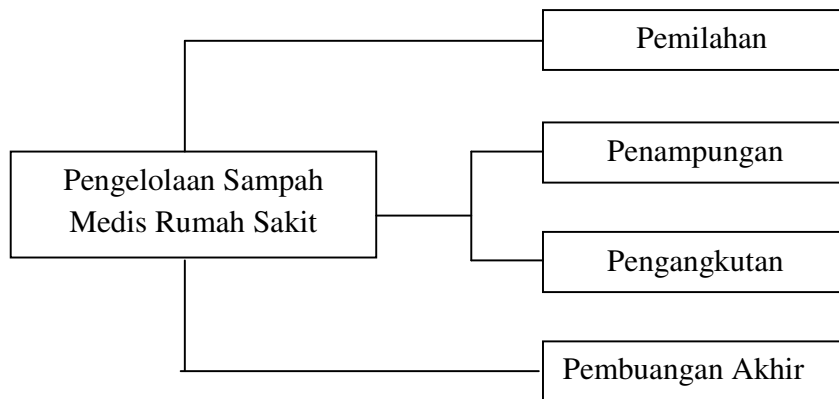 Pemilahan
Penampungan
Pengelolaan Sampah
Medis Rumah Sakit
Pengangkutan
Pembuangan Akhir